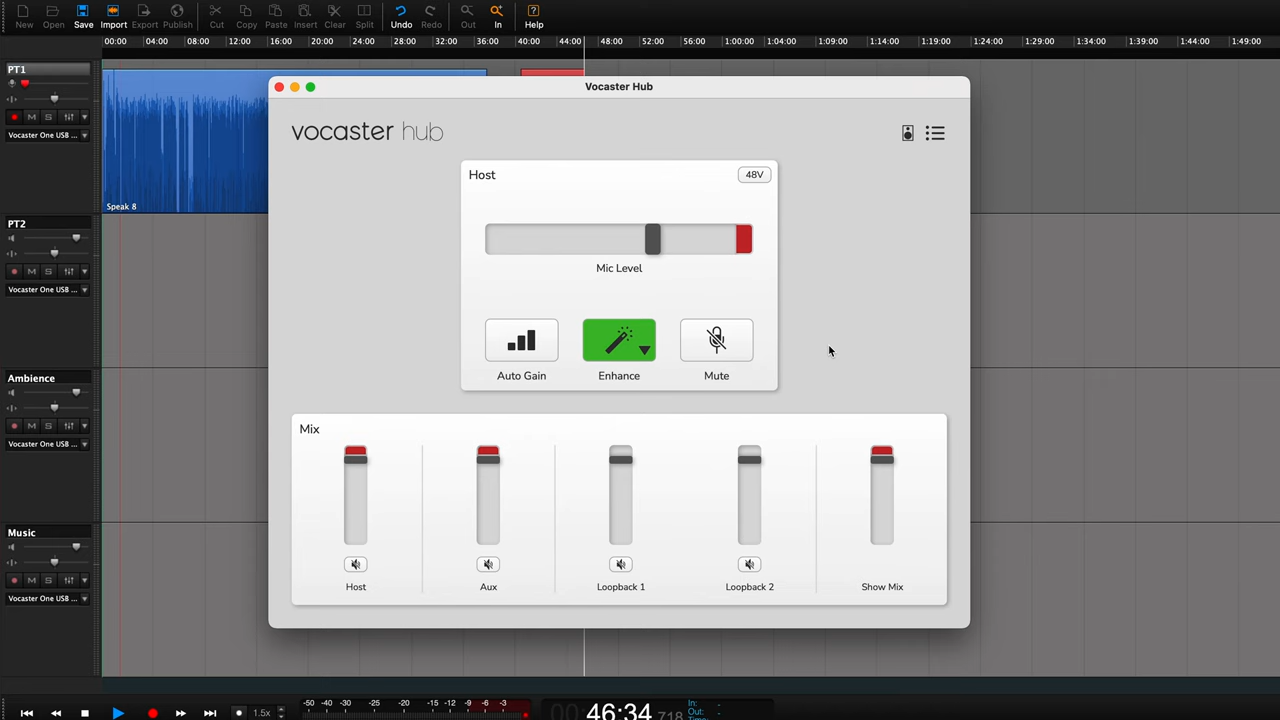 New Open Save Import Export Publish Cut Copy Paste Insert Clear Split Undo Redo Out In Help
00:00 04:00 08:00 12:00 16:00 20:00 24:00 28:00 32:00 36:00 40:00 44:00 48:00 52:00 56:00 1:00:00 1:04:00 1:09:00 1:14:00 1:19:00 1:24:00 1:29:00 1:34:00 1:39:00 1:44:00 1:49:00
PT1
M S
Vocaster One USB ...
Speak 8
PT2
M S
Vocaster One USB ...
Ambience
M S
Vocaster One USB ...
Music
M S
Vocaster One USB ...
Vocaster Hub
vocaster hub
Host 48V
Mic Level
Auto Gain Enhance Mute
Mix
Host Aux Loopback 1 Loopback 2 Show Mix
1.5x
-50 -40 -30 -25 -20 -15 -12 -9 -6 -3
00:46:34.718
In: -
Out: -